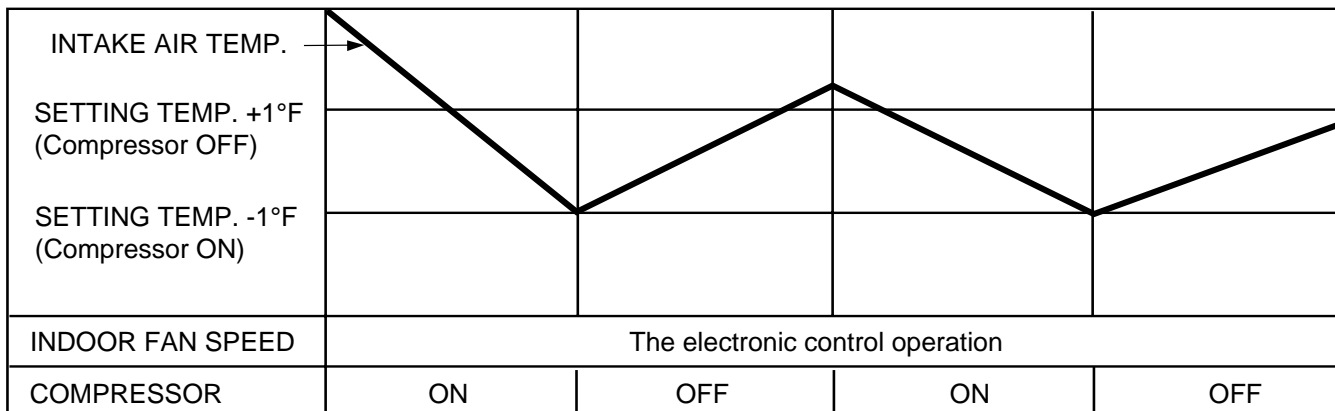 INTAKE AIR TEMP.
SETTING TEMP. +1°F
(Compressor OFF)
SETTING TEMP. -1°F
(Compressor ON)
INDOOR FAN SPEED The electronic control operation
COMPRESSOR ON OFF ON OFF